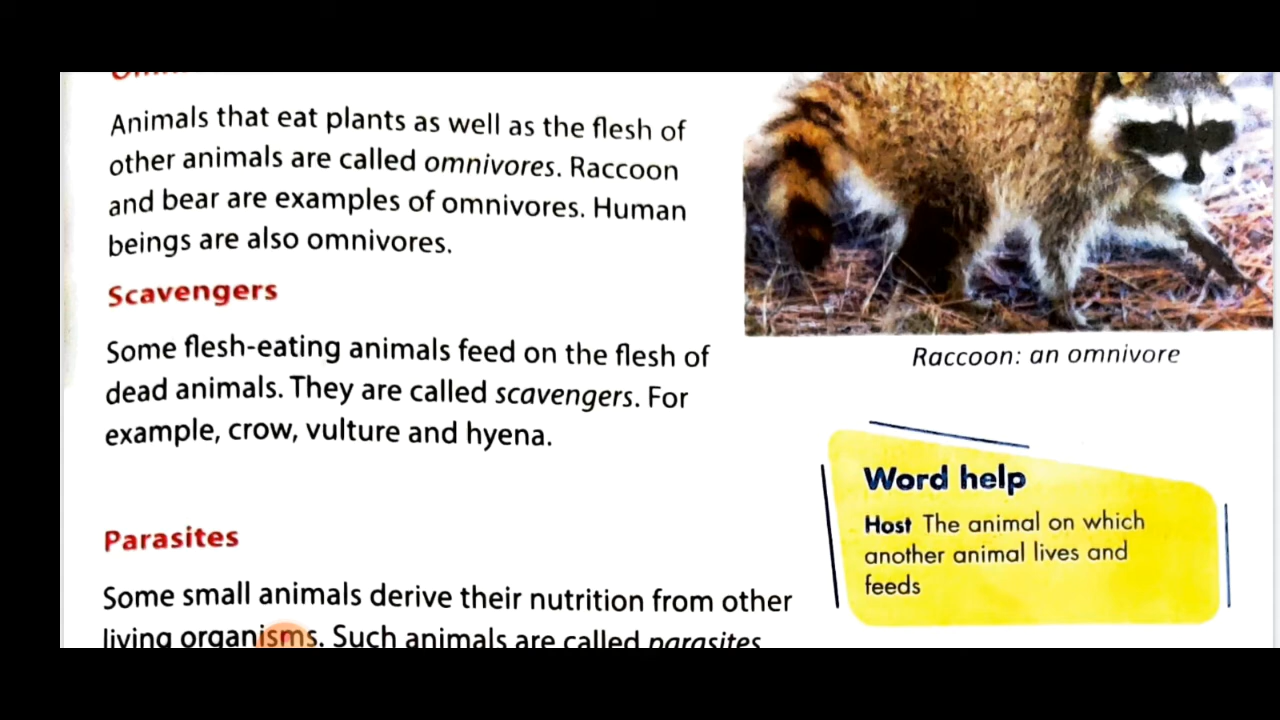 Animals that eat plants as well as the flesh of
other animals are called omnivores. Raccoon
and bear are examples of omnivores. Human
beings are also omnivores.
Scavengers
Some flesh-eating animals feed on the flesh of
dead animals. They are called scavengers. For
example, crow, vulture and hyena.
Parasites
Some small animals derive their nutrition from other
living organisms. Such animals are called parasites
Raccoon: an omnivore
Word help
Host The animal on which
another animal lives and
feeds